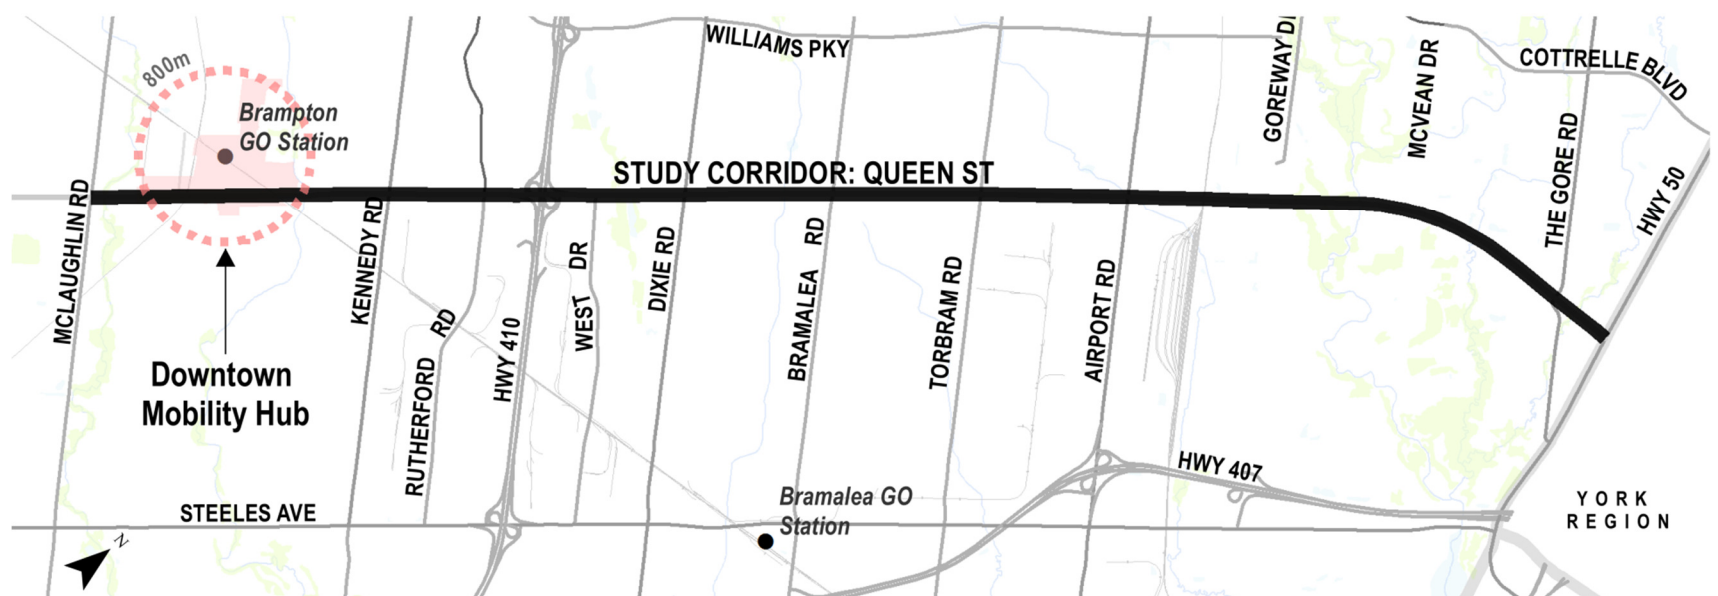 WILLIAMS PKY
GOREWAY
MCVEAN DR
COTTRELLE BLVD
800m
Brampton
GO Station
THE GORE RD
HWY 50
STUDY CORRIDOR: QUEEN ST
MCLAUGHLIN RD
KENNEDY RD
RUTHERFORD RD
HWY 410
WEST DR
DIXIE RD
BRAMALEA RD
TORBRAM RD
AIRPORT RD
Downtown
Mobility Hub
HWY 407
STEELES AVE
Bramalea GO
Station
YORK
REGION
N